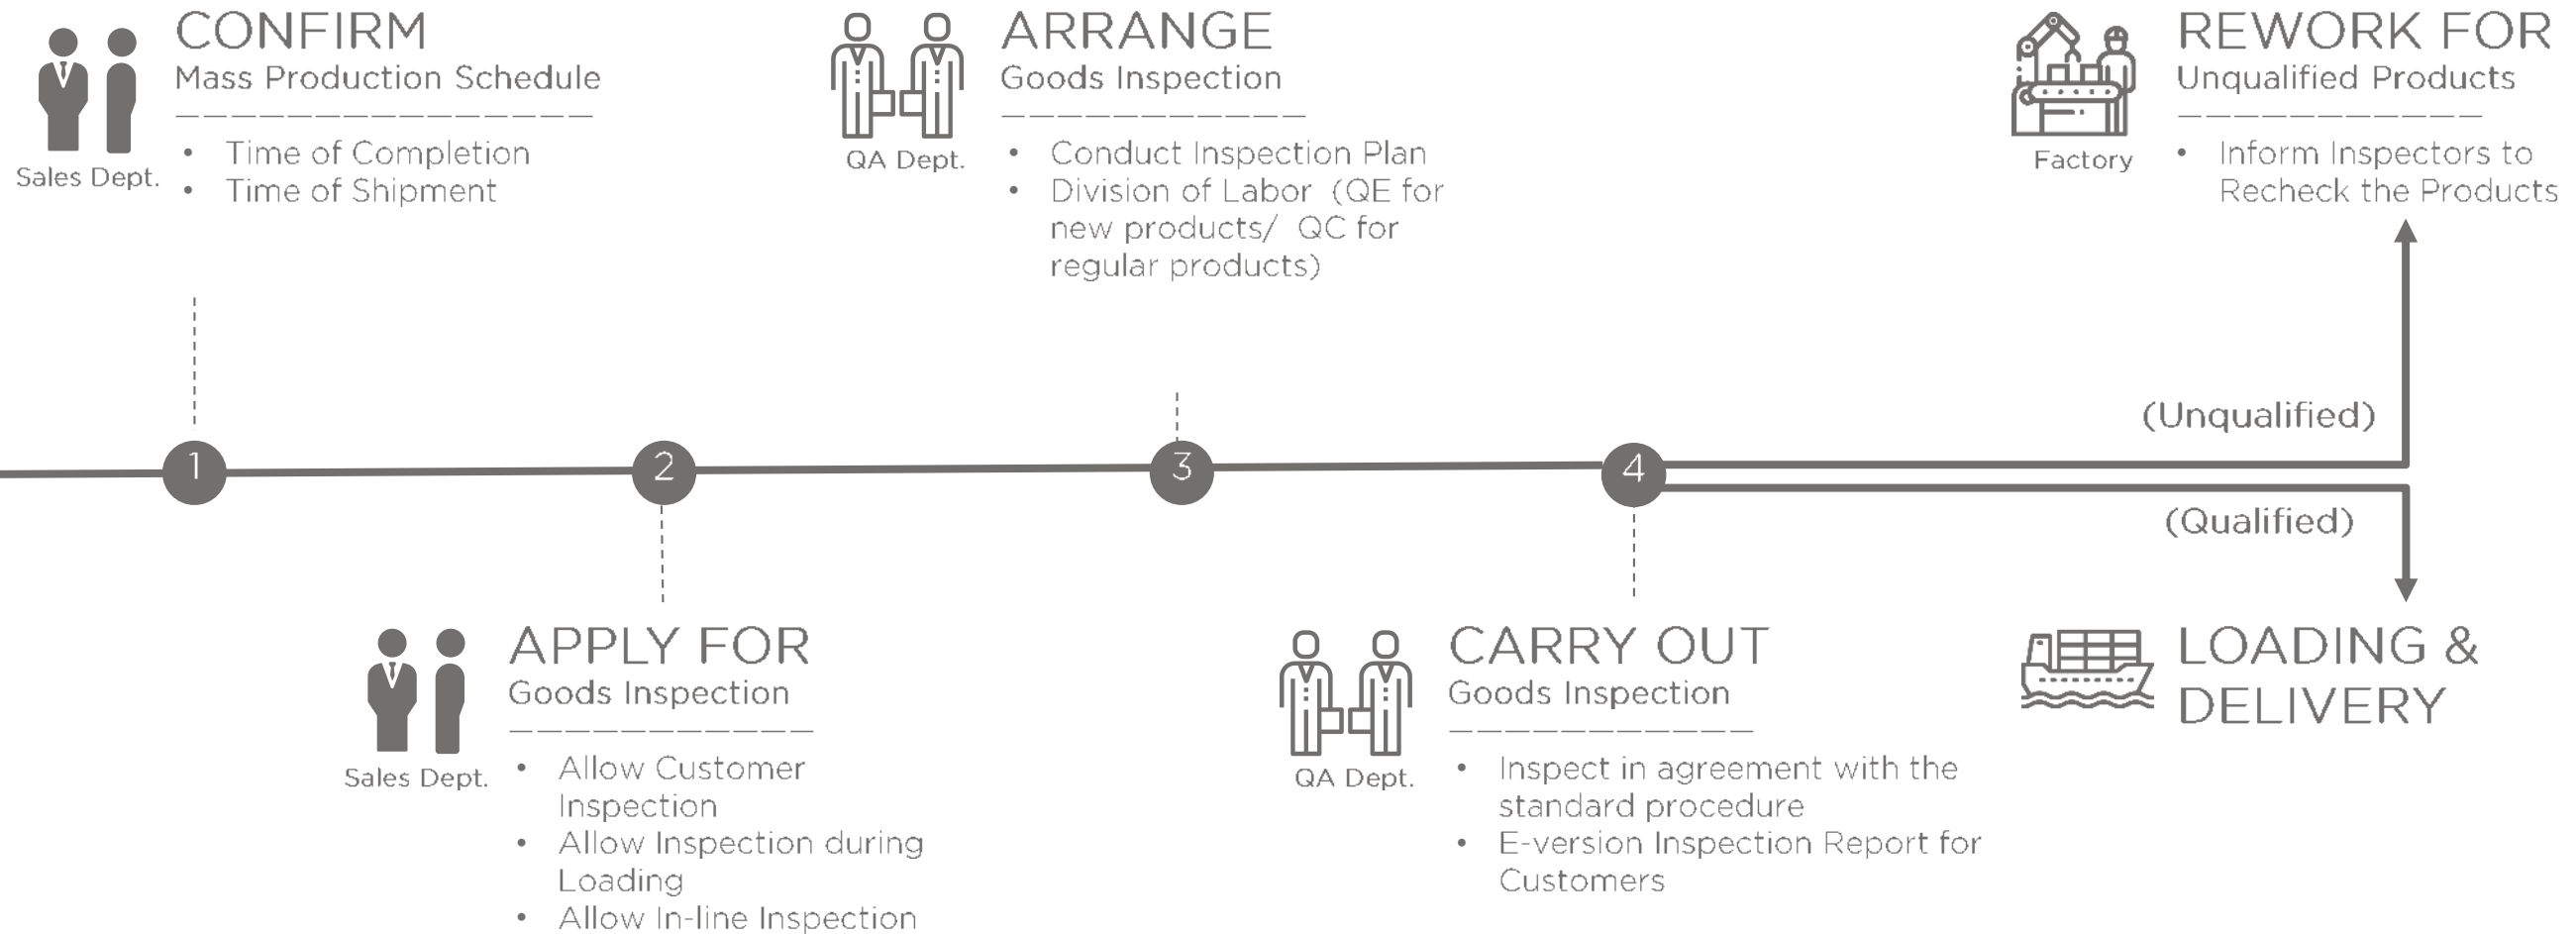 CONFIRM
Mass Production Schedule
Sales Dept.
• Time of Completion
• Time of Shipment
1
APPLY FOR
Goods Inspection
Sales Dept.
• Allow Customer
Inspection
• Allow Inspection during
Loading
• Allow In-line Inspection
2
ARRANGE
Goods Inspection
QA Dept.
• Conduct Inspection Plan
• Division of Labor (QE for
new products/ QC for
regular products)
3
CARRY OUT
Goods Inspection
QA Dept.
• Inspect in agreement with the
standard procedure
• E-version Inspection Report for
Customers
4
REWORK FOR
Unqualified Products
Factory
• Inform Inspectors to
Recheck the Products
(Unqualified)
(Qualified)
LOADING &
DELIVERY